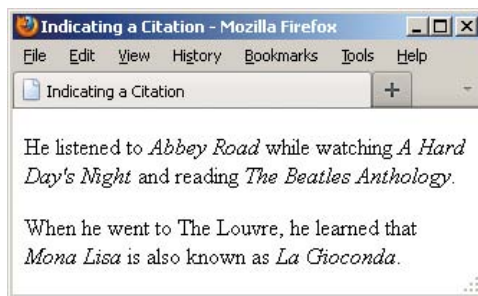 Indicating a Citation - Mozilla Firefox
File Edit View History Bookmarks Tools Help
Indicating a Citation +
He listened to Abbey Road while watching A Hard
Day's Night and reading The Beatles Anthology.
When he went to The Louvre, he learned that
Mona Lisa is also known as La Gioconda.